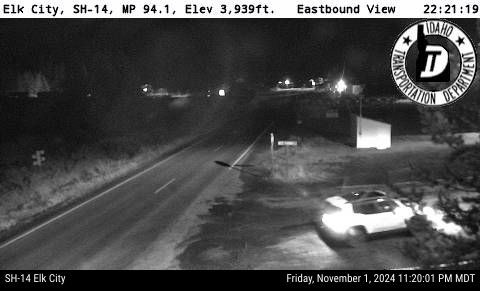 Elk City, SH-14, MP 94.1, Elev 3,939ft. Eastbound View 22:21:19
IDAHO
TRANSPORTATION DEPARTMENT
SH-14 Elk City Friday, November 1, 2024 11:20:01 PM MDT